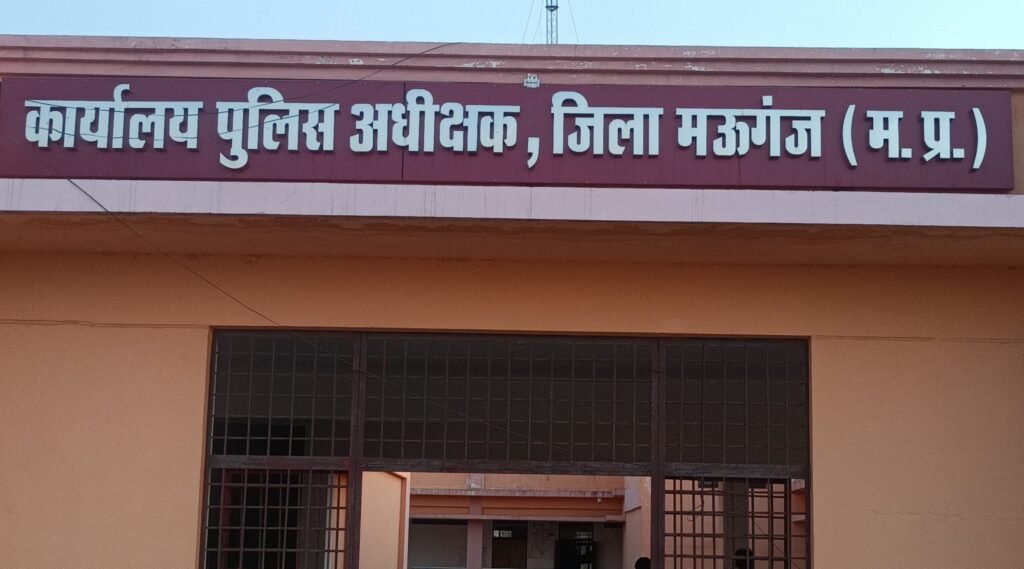 कार्यालय पुलिस अधीक्षक, जिला मऊगंज (म. प्र.)